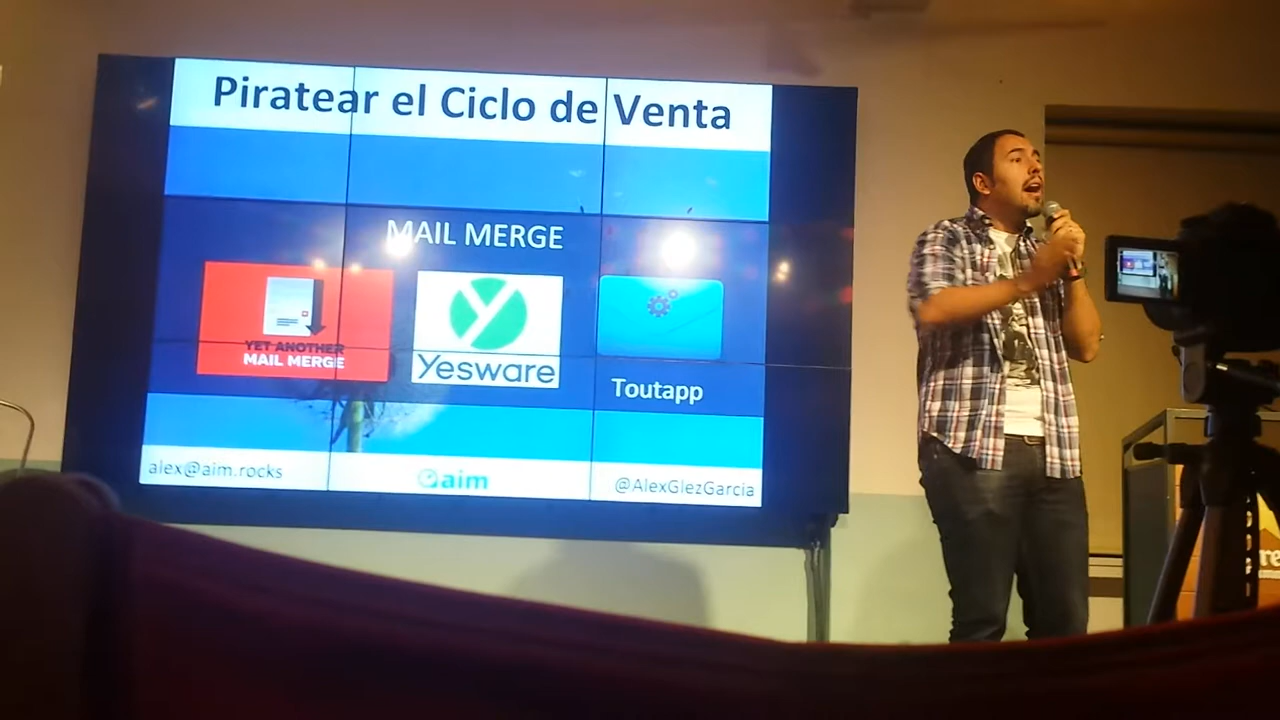 Piratear el Ciclo de Venta
MAIL MERGE
YET ANOTHER
MAIL MERGE
Yesware
Toutapp
alex@aim.rocks
aim
@AlexGlezGarcia